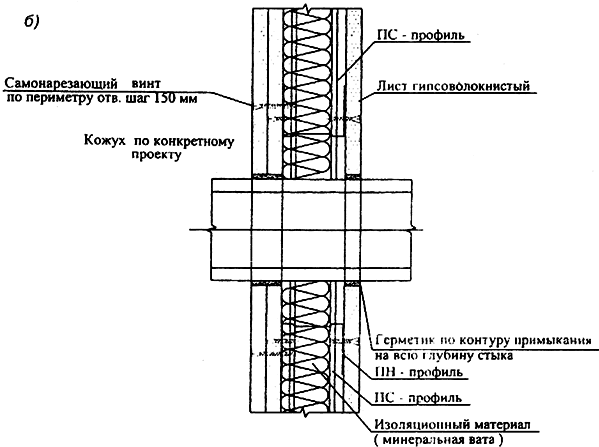 б)
ПС - профиль
Самонарезающий винт
по периметру отв. шаг 150 мм
Лист гипсоволокнистый
Кожух по конкретному
проекту
Герметик по контуру примыкания
на всю глубину стыка
ПН - профиль
ПС - профиль
Изоляционный материал
( минеральная вата )